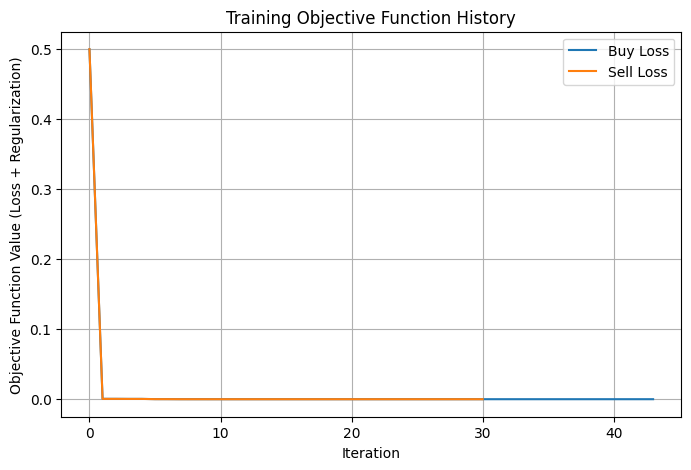 Training Objective Function History
Objective Function Value (Loss + Regularization)
0.5
0.4
0.3
0.2
0.1
0.0
0
10
20
30
40
Iteration
Buy Loss
Sell Loss